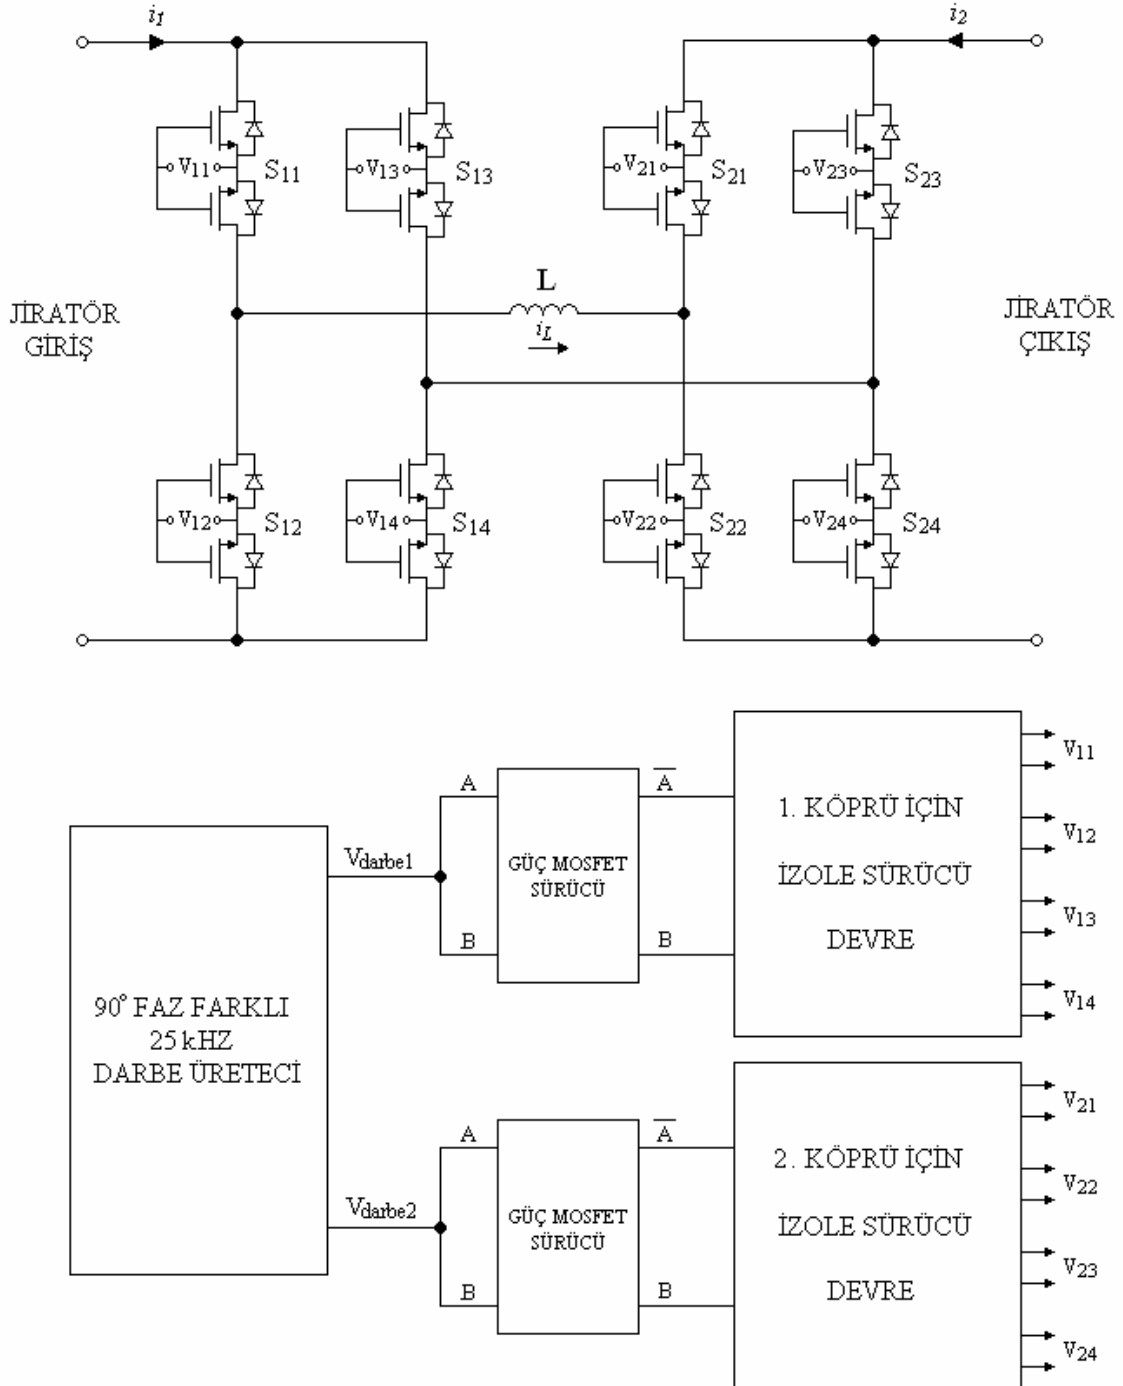 i1
i2
V11
S11
V13
S13
V21
S21
V23
S23
L
iL
JİRATÖR
GİRİŞ
JİRATÖR
ÇIKIŞ
V12
S12
V14
S14
V22
S22
V24
S24
90° FAZ FARKLI
25 kHZ
DARBE ÜRETECİ
Vdarbe1
A
B
GÜÇ MOSFET
SÜRÜCÜ
A̅
B
1. KÖPRÜ İÇİN
İZOLE SÜRÜCÜ
DEVRE
V11
V12
V13
V14
Vdarbe2
A
B
GÜÇ MOSFET
SÜRÜCÜ
A̅
B
2. KÖPRÜ İÇİN
İZOLE SÜRÜCÜ
DEVRE
V21
V22
V23
V24